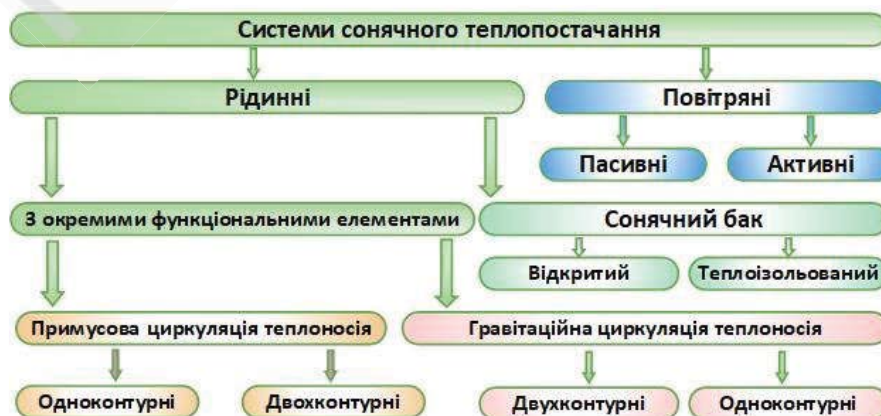 Системи сонячного теплопостачання
Рідинні
Повітряні
Пасивні
Активні
З окремими функціональними елементами
Сонячний бак
Відкритий
Теплоізольований
Примусова циркуляція теплоносія
Гравітаційна циркуляція теплоносія
Одноконтурні
Двохконтурні
Двухконтурні
Одноконтурні